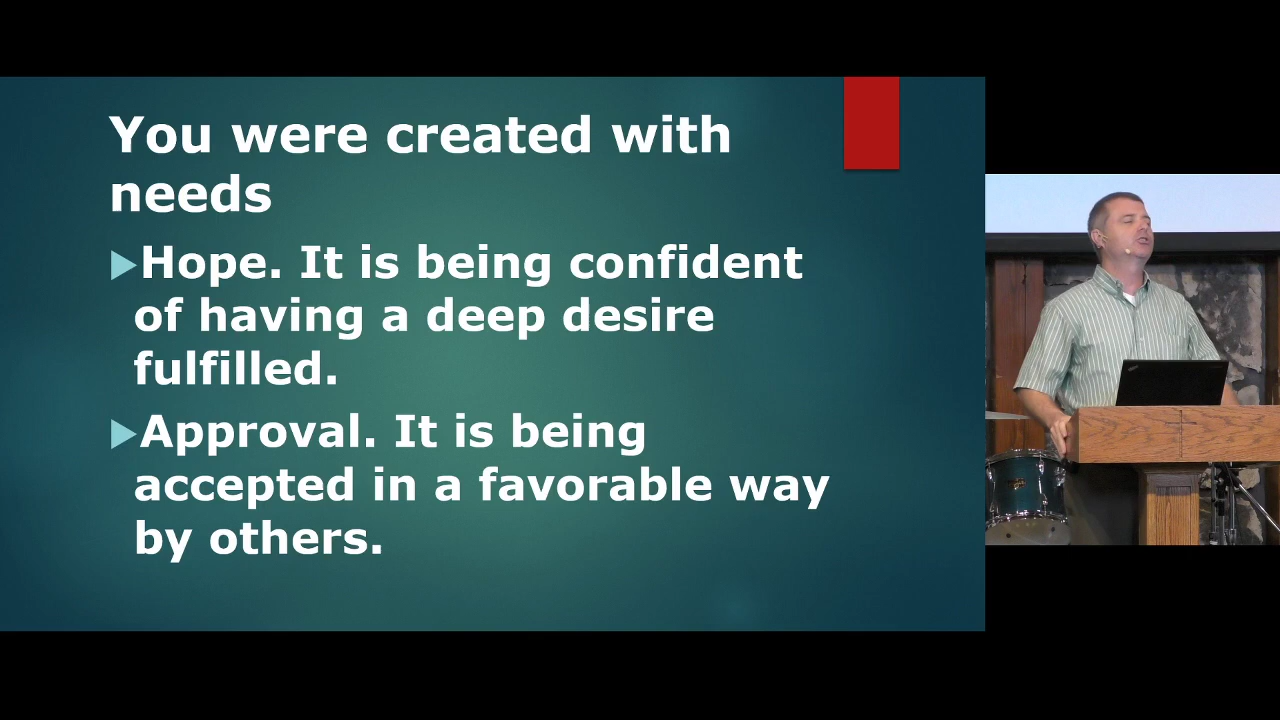 You were created with
needs
Hope. It is being confident
of having a deep desire
fulfilled.
Approval. It is being
accepted in a favorable way
by others.